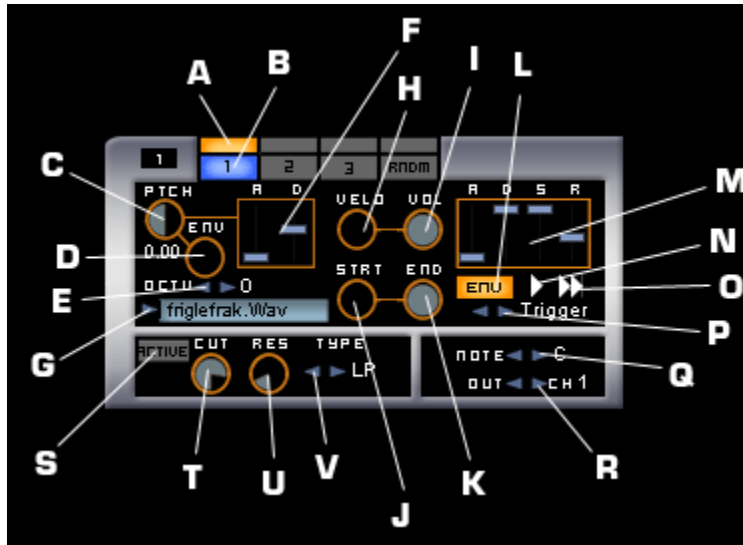 F
B I L
A H
1
1 2 3 RNDM
C PTCH A D VELO VOL A D S R M
ENV
0.00 N
D STRT END O
E OCTV 0 ENV
friglefrak.Wav Trigger
G P
ACTIVE CUT RES TYPE NOTE C
LP OUT CH 1 Q
S T U V K R
J